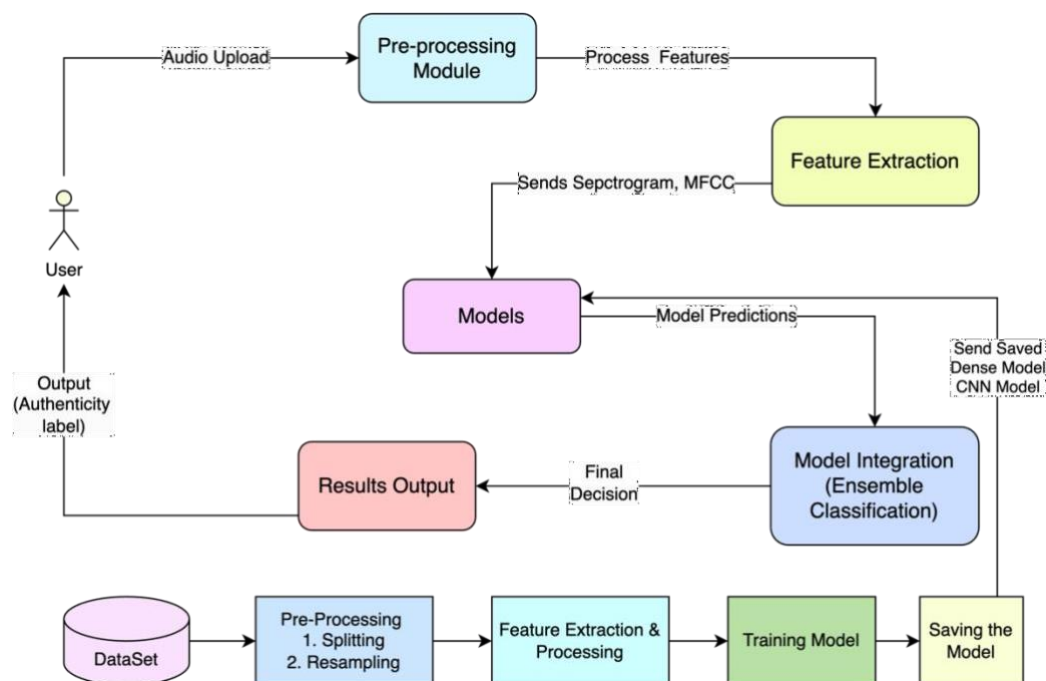 Audio Upload
Pre-processing
Module
Process Features
Feature Extraction
Sends Sepctrogram, MFCC
User
Models
Model Predictions
Send Saved
Dense Model
CNN Model
Output
(Authenticity
label)
Results Output
Final
Decision
Model Integration
(Ensemble
Classification)
DataSet
Pre-Processing
1. Splitting
2. Resampling
Feature Extraction &
Processing
Training Model
Saving the
Model